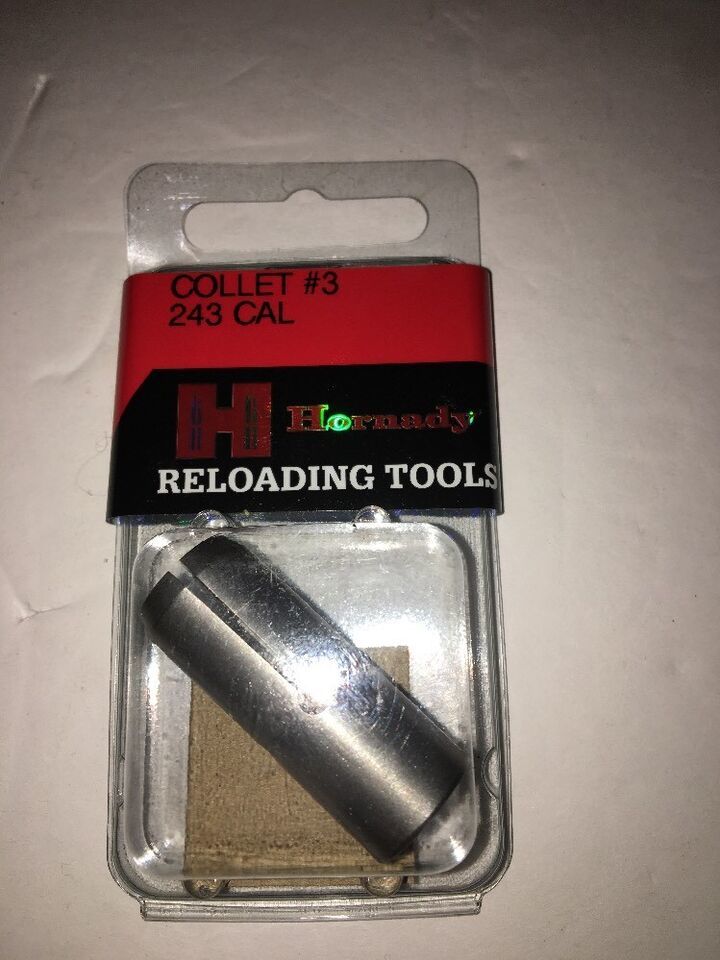 COLLET #3
243 CAL
H Hornady
RELOADING TOOLS